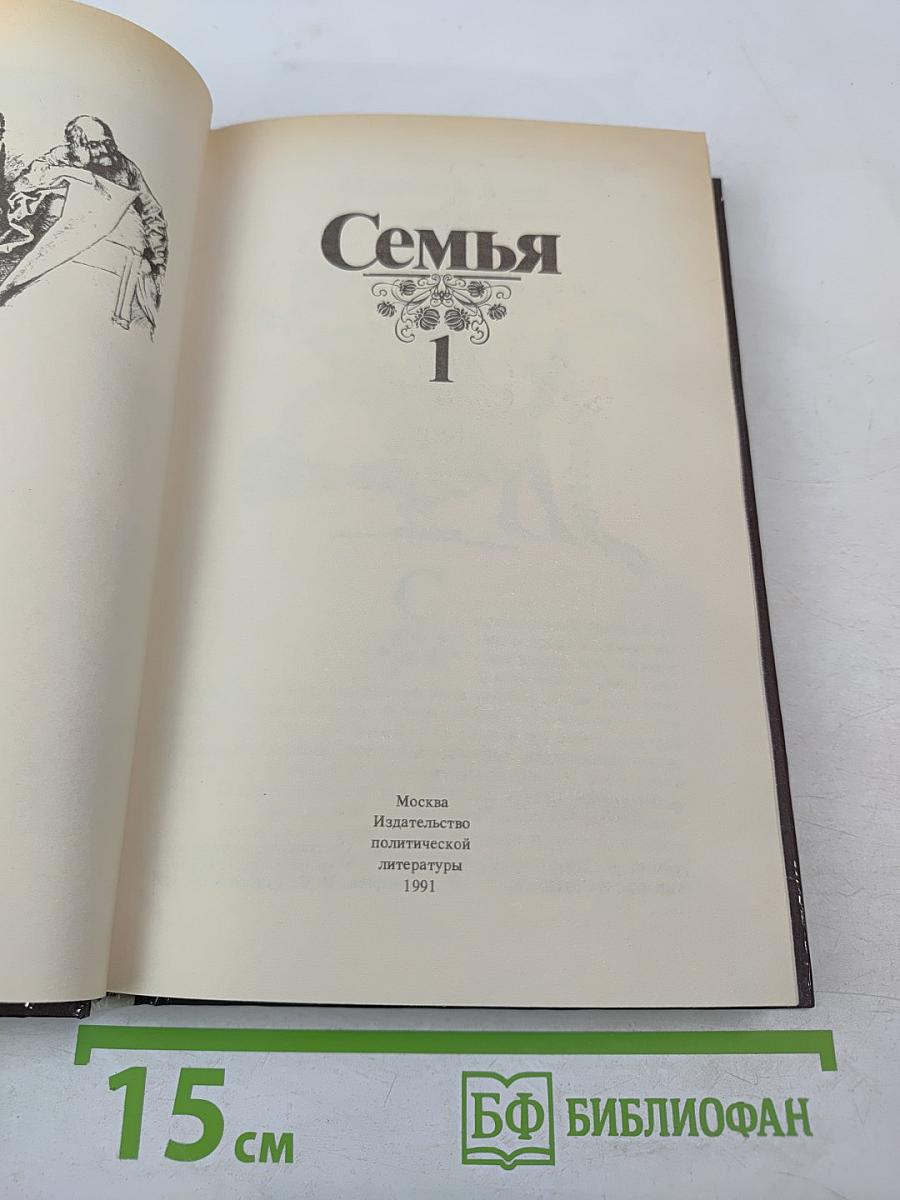 Семья
1
Москва
Издательство
политической
литературы
1991
15 см
БФ БИБЛИОФАН